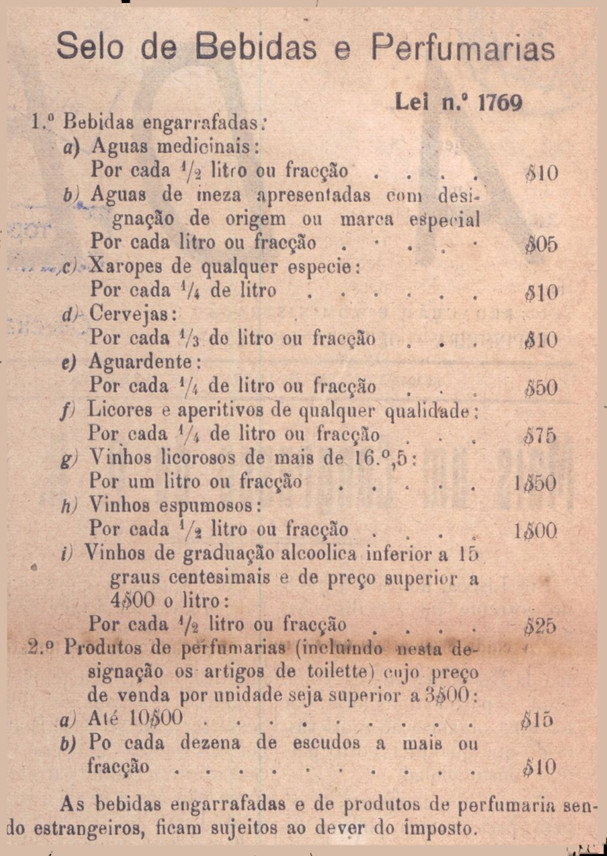 Selo de Bebidas e Perfumarias
Lei n.º 1769
1.º Bebidas engarrafadas:
a) Aguas medicinais:
Por cada 1/2 litro ou fracção . . . . $10
b) Aguas de meza apresentadas com desi-
gnação de origem ou marca especial
Por cada litro ou fracção . . . . . $05
c) Xaropes de qualquer especie:
Por cada 1/4 de litro . . . . . . $10
d) Cervejas:
Por cada 1/3 do litro ou fracção . . . $10
e) Aguardente:
Por cada 1/4 de litro ou fracção . . . $50
f) Licores e aperitivos de qualquer qualidade:
Por cada 1/4 de litro ou fracção . . . $75
g) Vinhos licorosos de mais de 16.º,5:
Por um litro ou fracção . . . . . 1$50
h) Vinhos espumosos:
Por cada 1/2 litro ou fracção . . . . 1$00
i) Vinhos de graduação alcoolica inferior a 15
graus centesimais e de preço superior a
4$00 o litro:
Por cada 1/2 litro ou fracção . . . . $25
2.º Produtos de perfumarias (incluindo nesta de-
signação os artigos de toilette) cujo preço
de venda por unidade seja superior a 3$00:
a) Até 10$00 . . . . . . . . . $15
b) Po cada dezena de escudos a mais ou
fracção . . . . . . . . . . $10
As bebidas engarrafadas e de produtos de perfumaria sen-
do estrangeiros, ficam sujeitos ao dever do imposto.